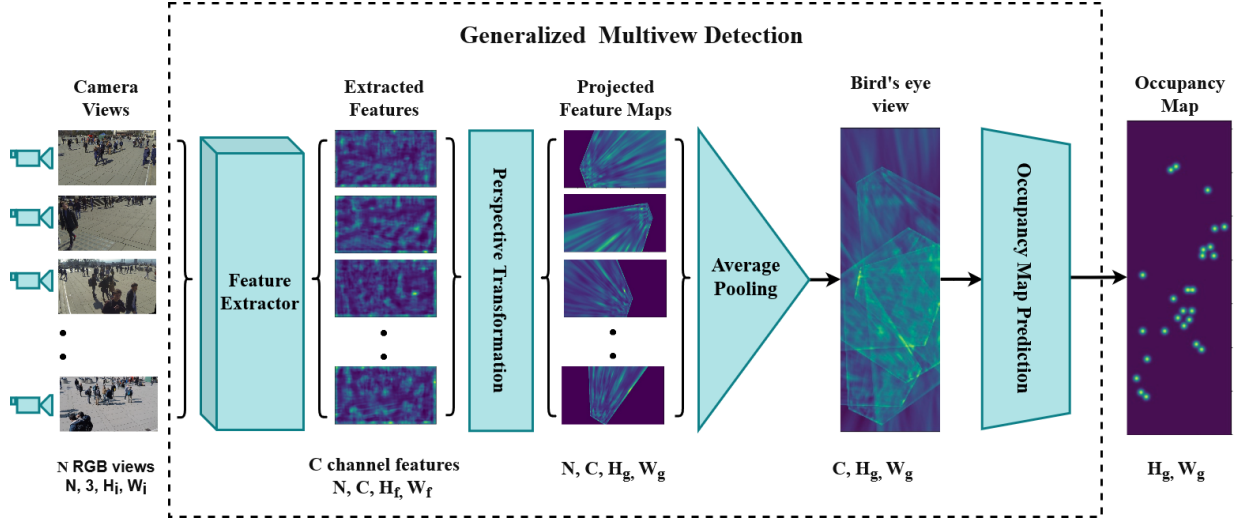 Generalized Multivew Detection
Camera
Views
Extracted
Features
Projected
Feature Maps
Bird's eye
view
Occupancy
Map
Feature
Extractor
Perspective Transformation
Average
Pooling
Occupancy Map Prediction
N RGB views
N, 3, Hi, Wi
C channel features
N, C, Hf, Wf
N, C, Hg, Wg
C, Hg, Wg
Hg, Wg